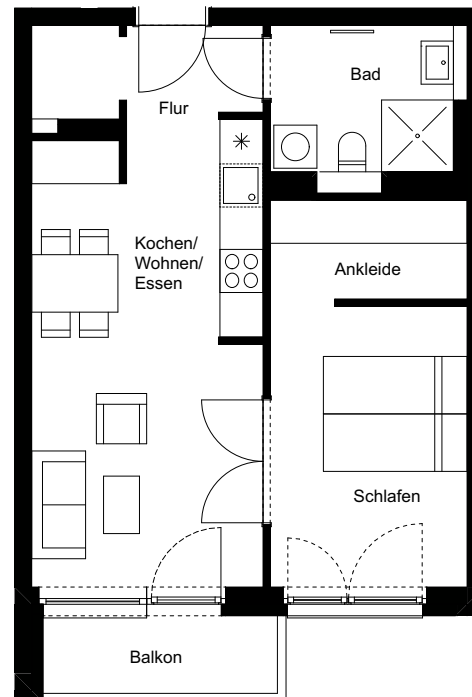 Bad
Flur
Kochen/
Wohnen/
Essen
Ankleide
Schlafen
Balkon